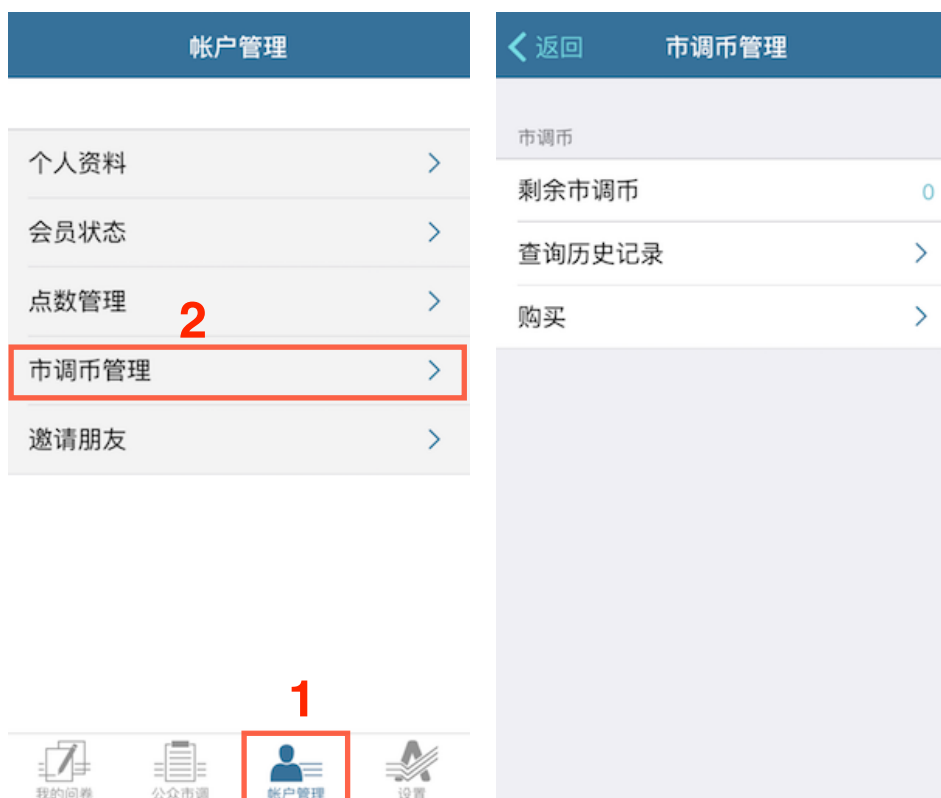 帐户管理
个人资料
会员状态
点数管理
2
市调币管理
邀请朋友
1
我的问卷
公众市调
帐户管理
设置
返回
市调币管理
市调币
剩余市调币
0
查询历史记录
购买